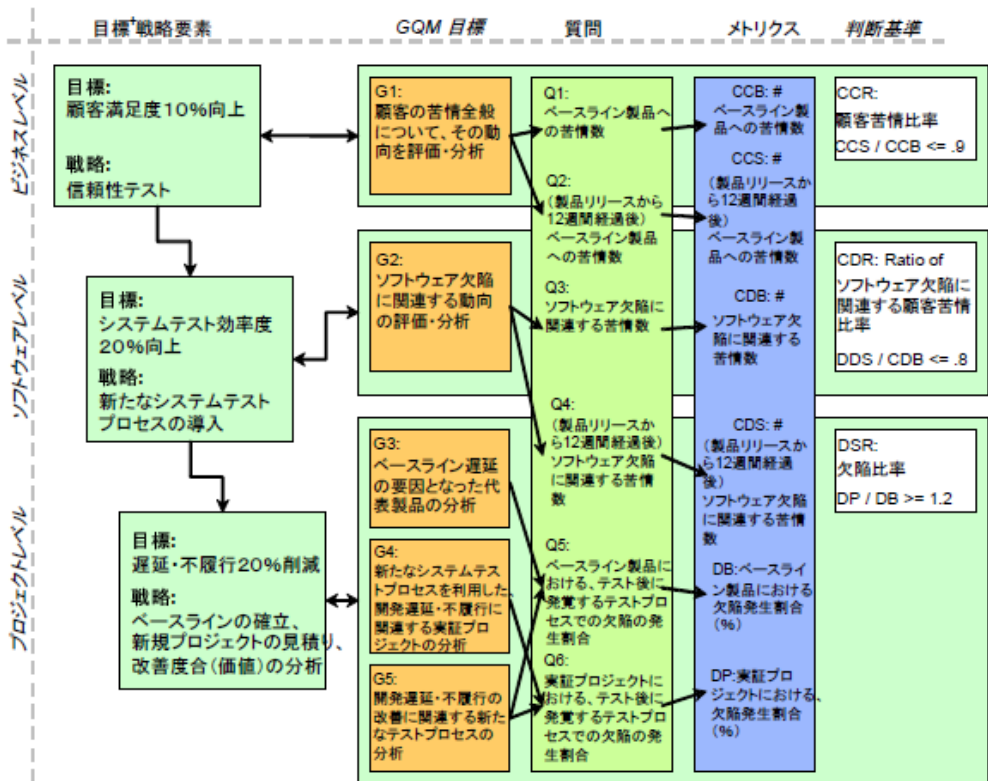 目標+戦略要素
GQM 目標
質問
メトリクス
判断基準
ビジネスレベル
目標:
顧客満足度10%向上
戦略:
信頼性テスト
G1:
顧客の苦情全般
について、その動
向を評価・分析
Q1:
ベースライン製品へ
の苦情数
Q2:
(製品リリースから
12週間経過後)
ベースライン製品
への苦情数
CCB: #
ベースライン製
品への苦情数
CCS: #
(製品リリースか
ら12週間経過
後)
ベースライン製
品への苦情数
CCR:
顧客苦情比率
CCS / CCB <= .9
ソフトウェアレベル
目標:
システムテスト効率度
20%向上
戦略:
新たなシステムテスト
プロセスの導入
G2:
ソフトウェア欠陥
に関連する動向
の評価・分析
Q3:
ソフトウェア欠陥に
関連する苦情数
Q4:
(製品リリースか
ら12週間経過後)
ソフトウェア欠陥
に関連する苦情
数
CDB: #
ソフトウェア欠
陥に関連する
苦情数
CDS: #
(製品リリースか
ら12週間経過
後)
ソフトウェア欠
陥に関連する苦情
数
CDR: Ratio of
ソフトウェア欠陥に
関連する顧客苦情
比率
DDS / CDB <= .8
プロジェクトレベル
目標:
遅延・不履行20%削減
戦略:
ベースラインの確立、
新規プロジェクトの見積り、
改善度合(価値)の分析
G3:
ベースライン遅延
の要因となった代
表製品の分析
G4:
新たなシステムテス
トプロセスを利用した、
開発遅延・不履行に
関連する実証プロ
ジェクトの分析
G5:
開発遅延・不履行の
改善に関連する新た
なテストプロセスの
分析
Q5:
ベースライン製品に
おける、テスト後に
発覚するテストプロ
セスでの欠陥の発
生割合
Q6:
実証プロジェクトに
おける、テスト後に
発覚するテストプロ
セスでの欠陥の発
生割合
DB:ベースライ
ン製品における
欠陥発生割合
(%)
DP:実証プロ
ジェクトにおける、
欠陥発生割合
(%)
DSR:
欠陥比率
DP / DB >= 1.2